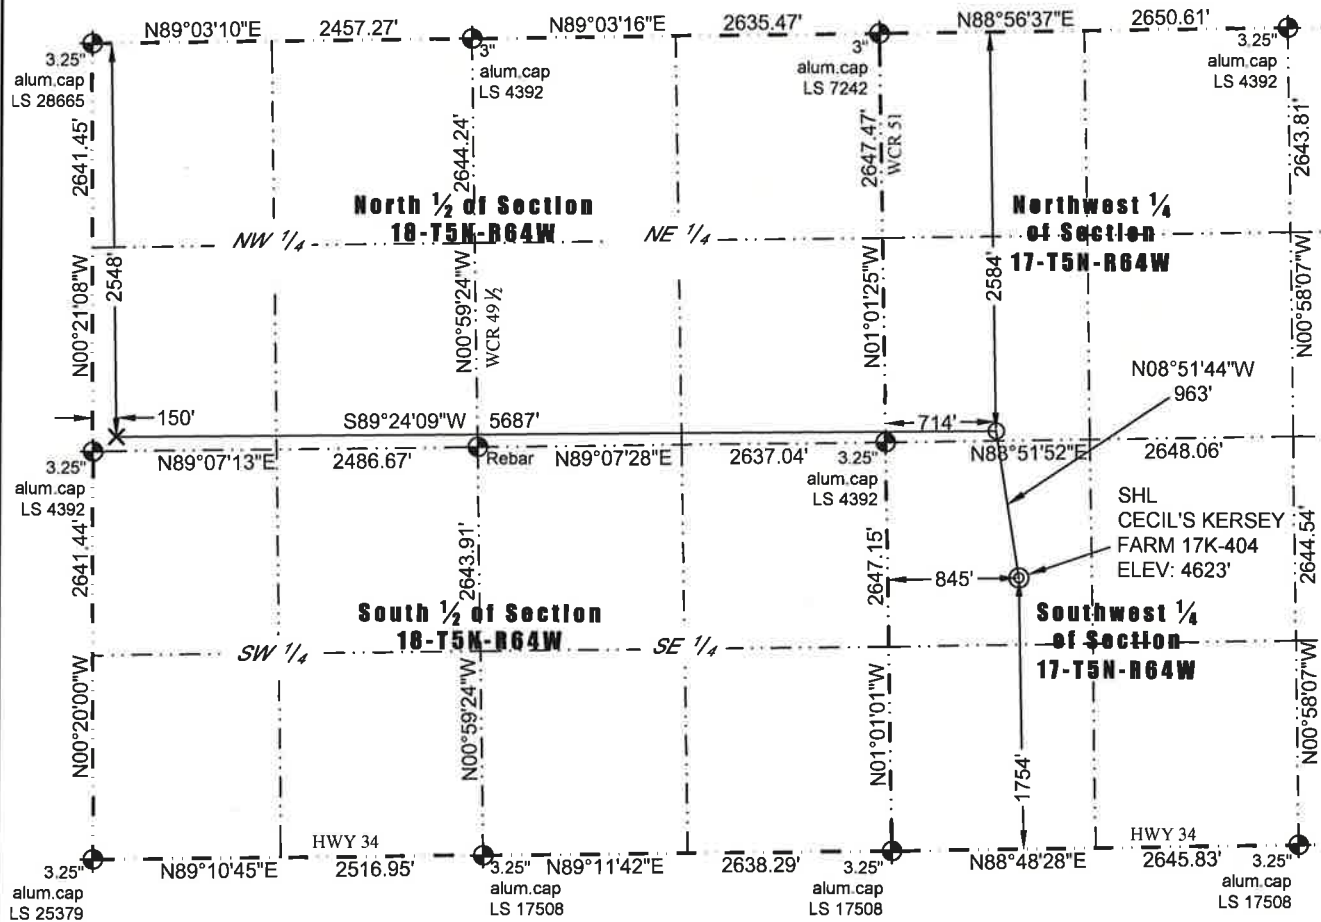 N89°03'10"E 2457.27' N89°03'16"E 2635.47' N88°56'37"E 2650.61'
3.25"
alum.cap
LS 28665
3"
alum.cap
LS 4392
3"
alum.cap
LS 7242
3.25"
alum.cap
LS 4392
2641.45'
2644.24'
2647.47'
WCR 51
2643.81'
North ½ of Section
18-T5N-R64W
Northwest ¼
of Section
17-T5N-R64W
NW 1/4
NE 1/4
2548'
2584'
N00°21'08"W
N00°59'24"W
WCR 49 ½
N01°01'25"W
N00°58'07"W
N08°51'44"W
963'
150'
S89°24'09"W 5687'
714'
3.25"
alum.cap
LS 4392
N89°07'13"E 2486.67'
Rebar
N89°07'28"E 2637.04'
3.25"
alum.cap
LS 4392
N88°51'52"E 2648.06'
SHL
CECIL'S KERSEY
FARM 17K-404
ELEV: 4623'
2641.44'
2643.91'
2647.15'
845'
2644.54'
South ½ of Section
18-T5N-R64W
Southwest ¼
of Section
17-T5N-R64W
SW 1/4
SE 1/4
N00°20'00"W
N00°59'24"W
N01°01'01"W
1754'
N00°58'07"W
HWY 34
HWY 34
3.25"
alum.cap
LS 25379
N89°10'45"E 2516.95'
3.25"
alum.cap
LS 17508
N89°11'42"E 2638.29'
3.25"
alum.cap
LS 17508
N88°48'28"E 2645.83'
3.25"
alum.cap
LS 17508